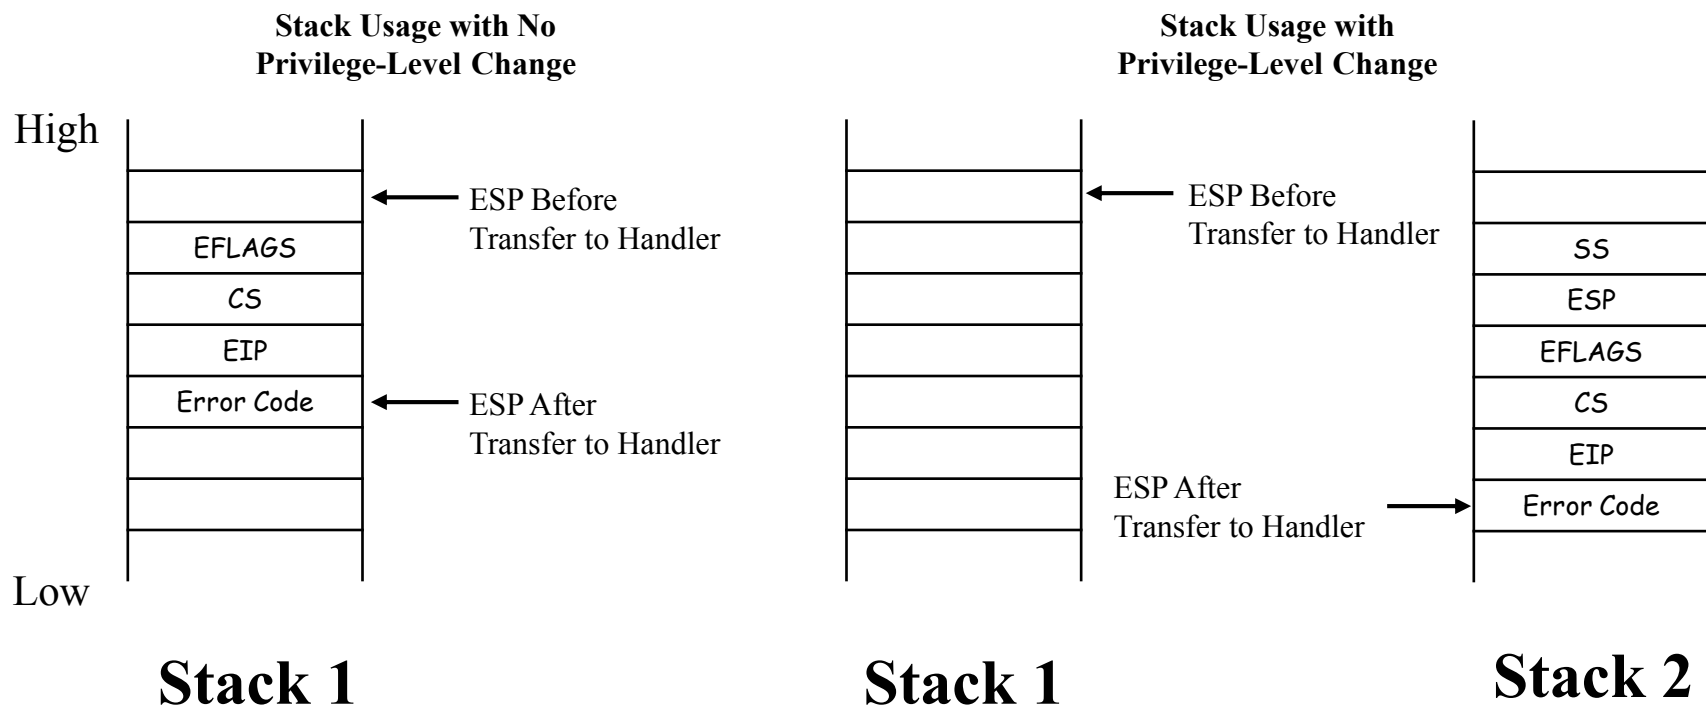 Stack Usage with No
Privilege-Level Change
Stack Usage with
Privilege-Level Change
High
ESP Before
Transfer to Handler
EFLAGS
CS
EIP
Error Code
ESP After
Transfer to Handler
Low
Stack 1
ESP Before
Transfer to Handler
ESP After
Transfer to Handler
Stack 1
SS
ESP
EFLAGS
CS
EIP
Error Code
Stack 2